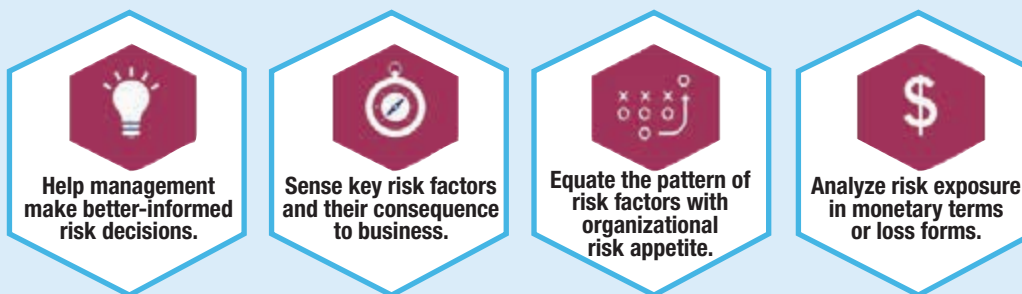 Help management
make better-informed
risk decisions.
Sense key risk factors
and their consequence
to business.
Equate the pattern of
risk factors with
organizational
risk appetite.
Analyze risk exposure
in monetary terms
or loss forms.